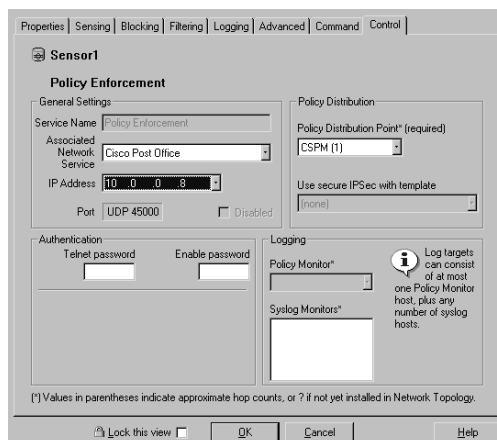 Properties Sensing Blocking Filtering Logging Advanced Command Control
Sensor1
Policy Enforcement
General Settings
Service Name Policy Enforcement
Associated
Network
Service
Cisco Post Office
IP Address 10 .0 .0 .8
Port UDP 45000 Disabled
Policy Distribution
Policy Distribution Point* (required)
CSPM (1)
Use secure IPSec with template
(none)
Authentication
Telnet password Enable password
Logging
Policy Monitor*
Syslog Monitors*
i
Log targets
can consist
of at most
one Policy Monitor
host, plus any
number of syslog
hosts.
(*) Values in parentheses indicate approximate hop counts, or ? if not yet installed in Network Topology.
Lock this view OK Cancel Help